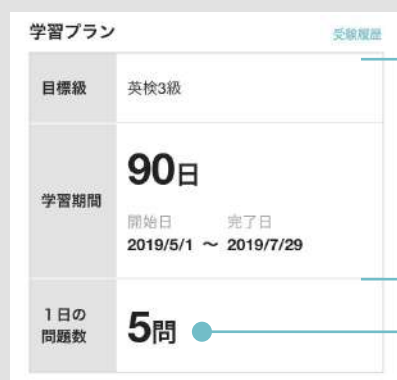 学習プラン 受験履歴
目標級 英検3級
学習期間 90日
開始日 完了日
2019/5/1 ～ 2019/7/29
1日の
問題数 5問